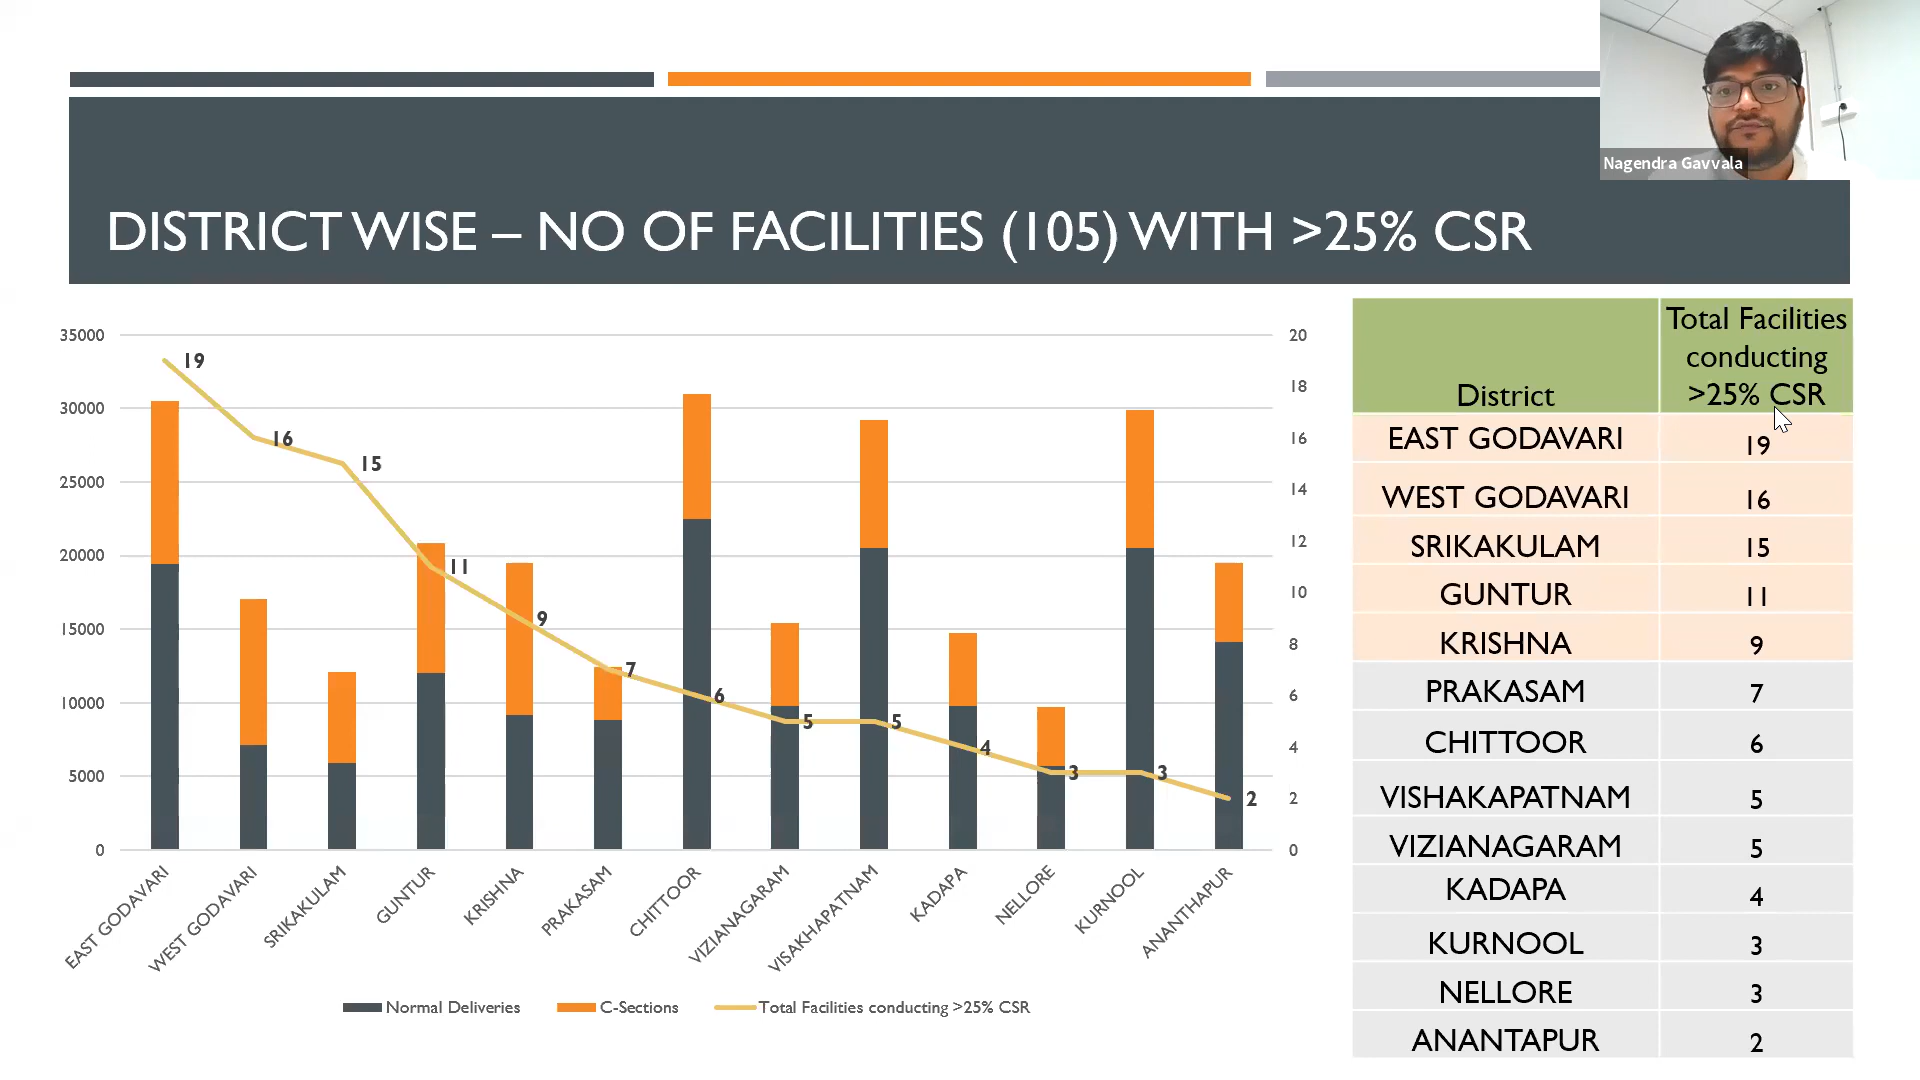 Nagendra Gavvala
DISTRICT WISE – NO OF FACILITIES (105) WITH >25% CSR
35000
30000
25000
20000
15000
10000
5000
0
20
18
16
14
12
10
8
6
4
2
0
19
16
15
11
9
7
6
5
5
4
3
3
2
EAST GODAVARI
WEST GODAVARI
SRIKAKULAM
GUNTUR
KRISHNA
PRAKASAM
CHITTOOR
VIZIANAGARAM
VISAKHAPATNAM
KADAPA
NELLORE
KURNOOL
ANANTHAPUR
Normal Deliveries C-Sections Total Facilities conducting >25% CSR
Total Facilities
conducting
District >25% CSR
EAST GODAVARI 19
WEST GODAVARI 16
SRIKAKULAM 15
GUNTUR 11
KRISHNA 9
PRAKASAM 7
CHITTOOR 6
VISHAKAPATNAM 5
VIZIANAGARAM 5
KADAPA 4
KURNOOL 3
NELLORE 3
ANANTAPUR 2